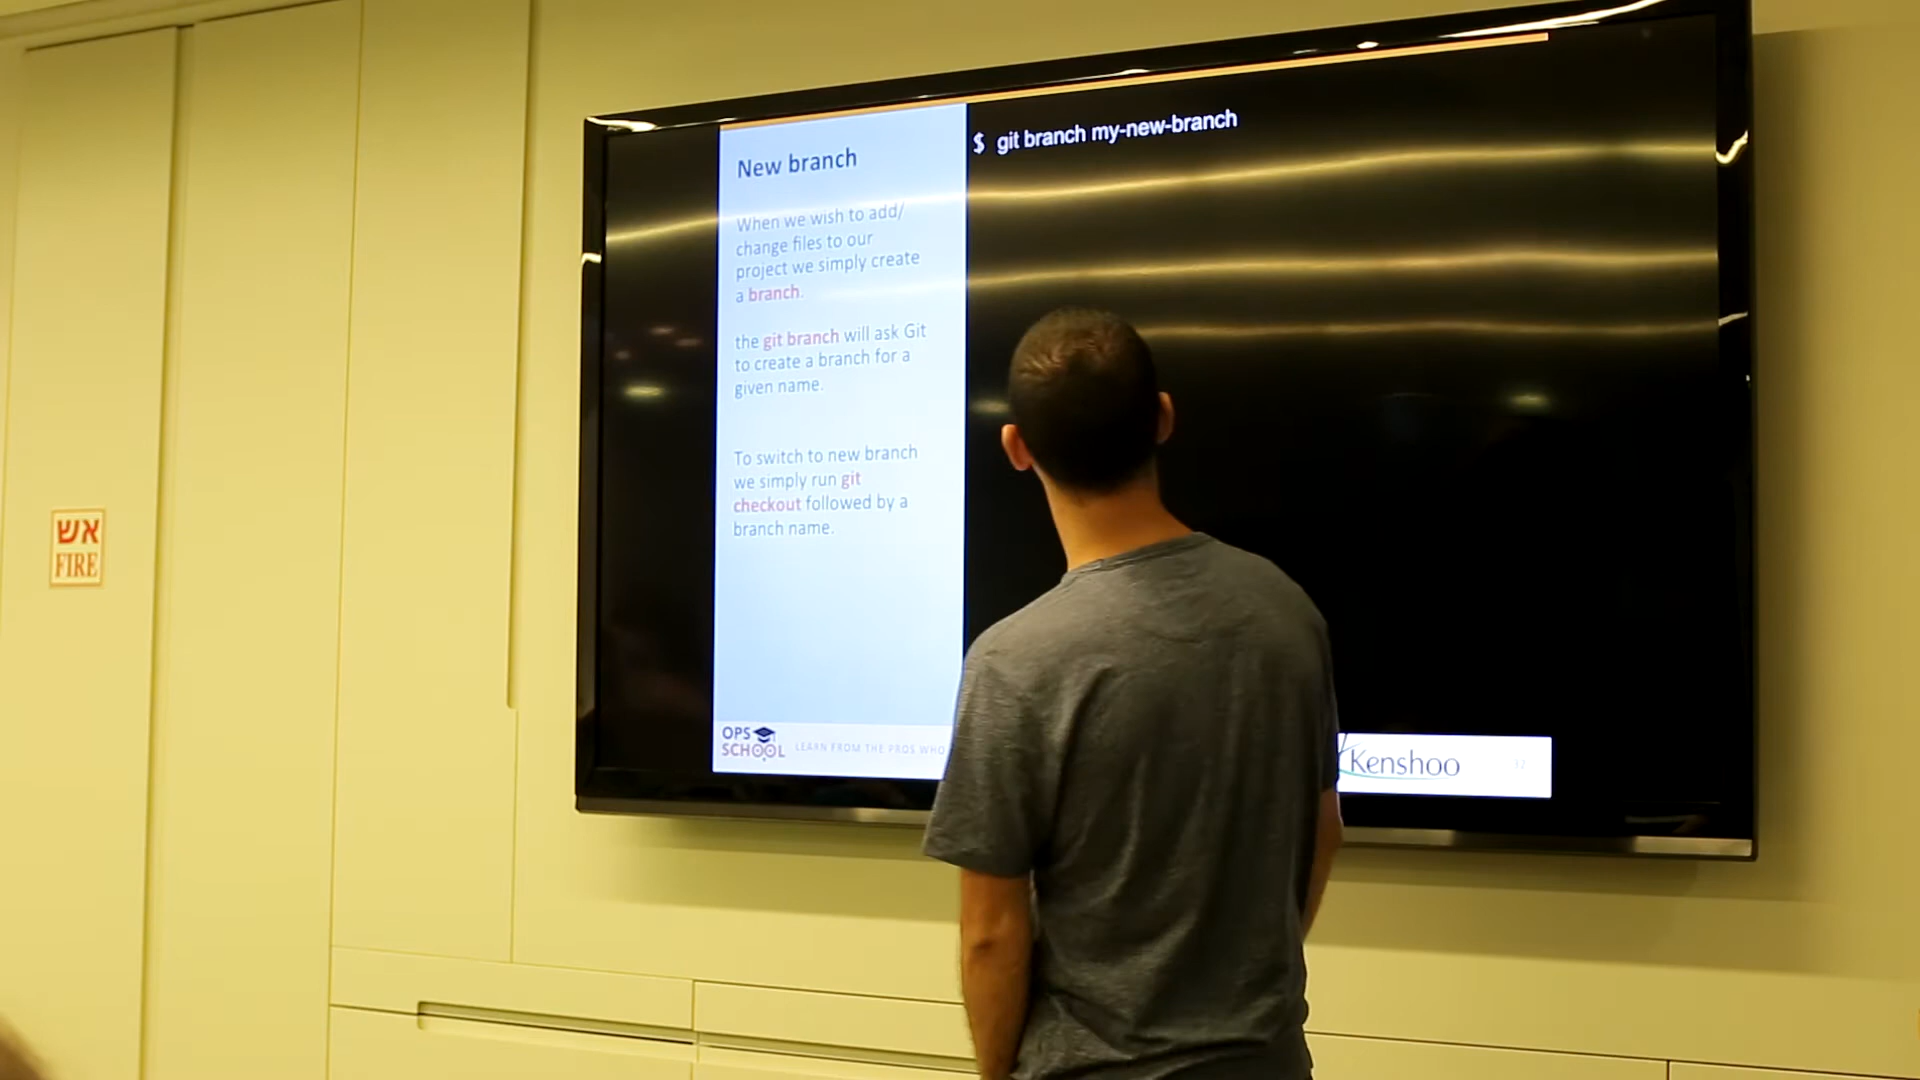 New branch
When we wish to add/
change files to our
project we simply create
a branch.
the git branch will ask Git
to create a branch for a
given name.
To switch to new branch
we simply run git
checkout followed by a
branch name.
$ git branch my-new-branch
אש
FIRE
OPS
SCHOOL
LEARN FROM THE PROS WHO
Kenshoo